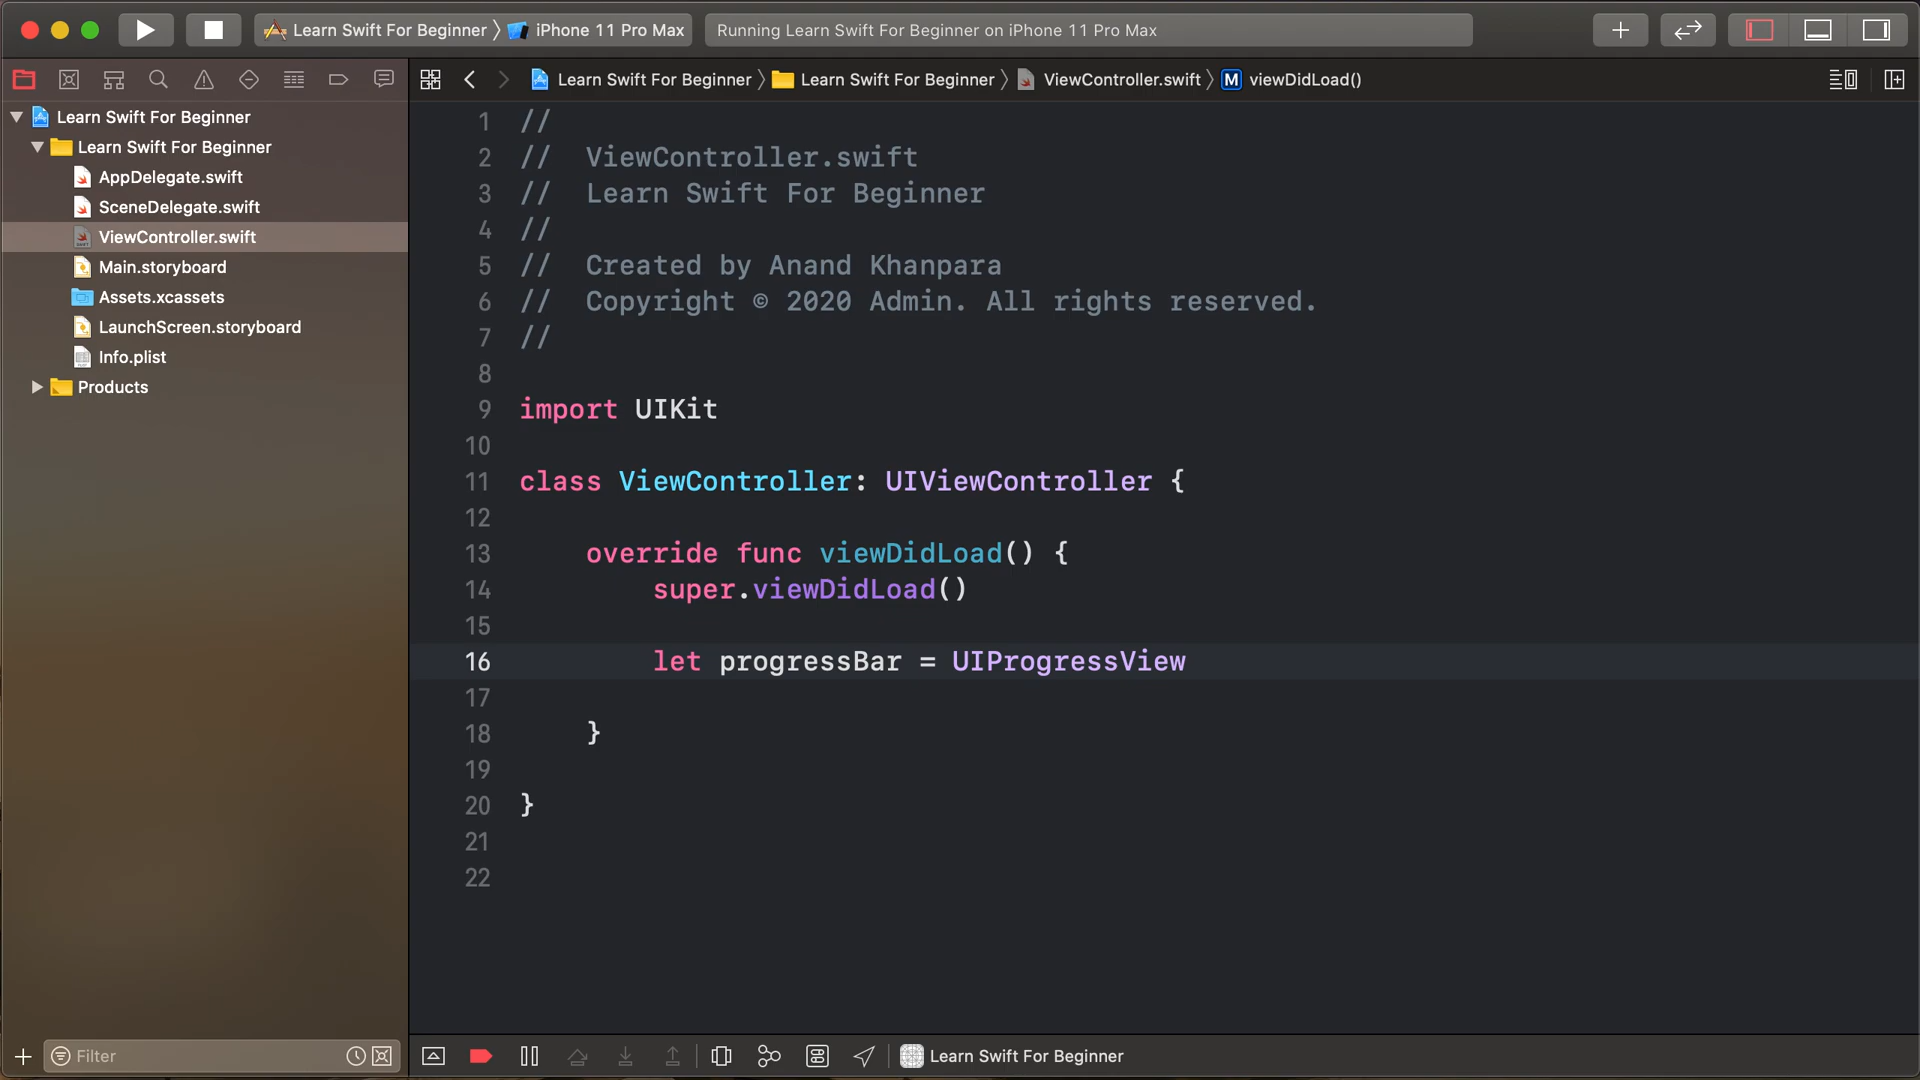 Learn Swift For Beginner 〉 iPhone 11 Pro Max
Running Learn Swift For Beginner on iPhone 11 Pro Max
Learn Swift For Beginner 〉 Learn Swift For Beginner 〉 ViewController.swift 〉 M viewDidLoad()
Learn Swift For Beginner
Learn Swift For Beginner
AppDelegate.swift
SceneDelegate.swift
ViewController.swift
Main.storyboard
Assets.xcassets
LaunchScreen.storyboard
Info.plist
Products
1 //
2 //  ViewController.swift
3 //  Learn Swift For Beginner
4 //
5 //  Created by Anand Khanpara
6 //  Copyright © 2020 Admin. All rights reserved.
7 //
8
9 import UIKit
10
11 class ViewController: UIViewController {
12
13     override func viewDidLoad() {
14         super.viewDidLoad()
15
16         let progressBar = UIProgressView
17
18     }
19
20 }
21
22
Filter
Learn Swift For Beginner